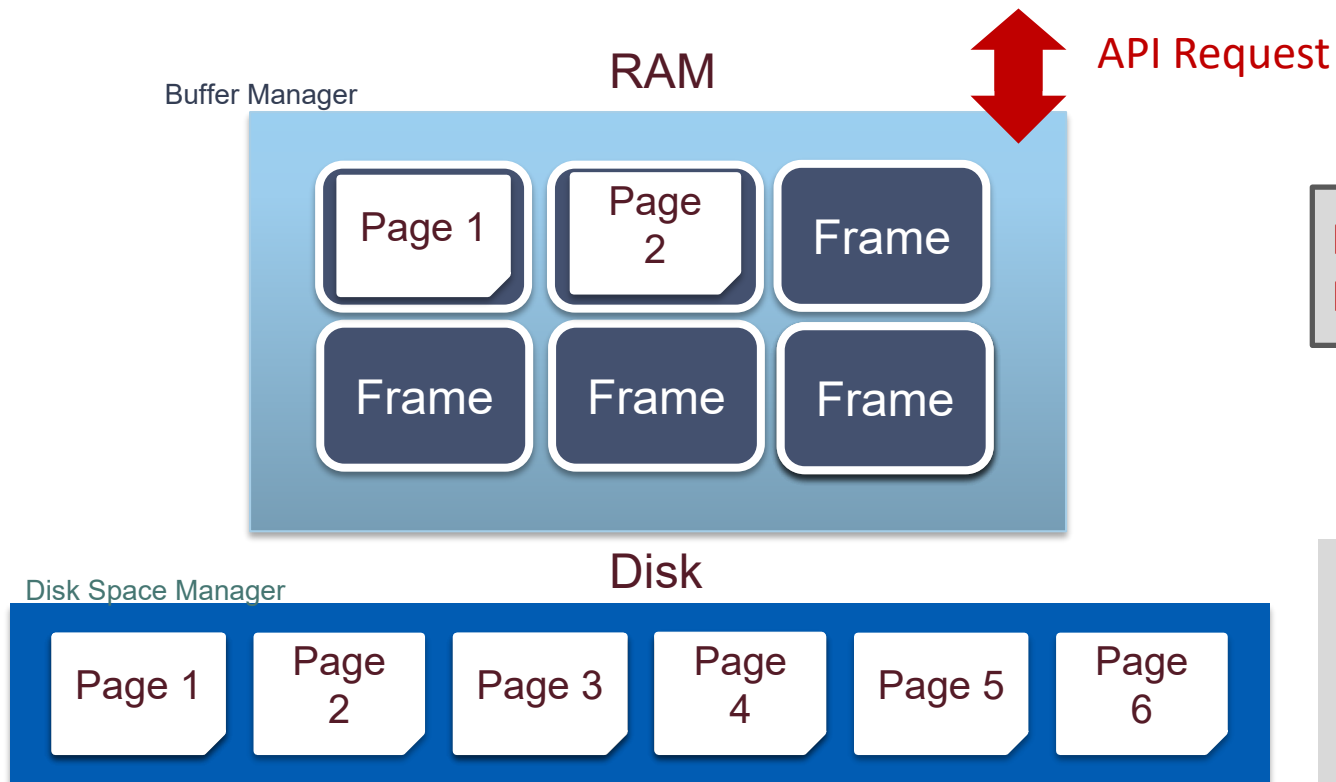 API Request
RAM
Buffer Manager
Page 1
Page
2
Frame
Frame
Frame
Frame
Disk
Disk Space Manager
Page 1
Page
2
Page 3
Page
4
Page 5
Page
6